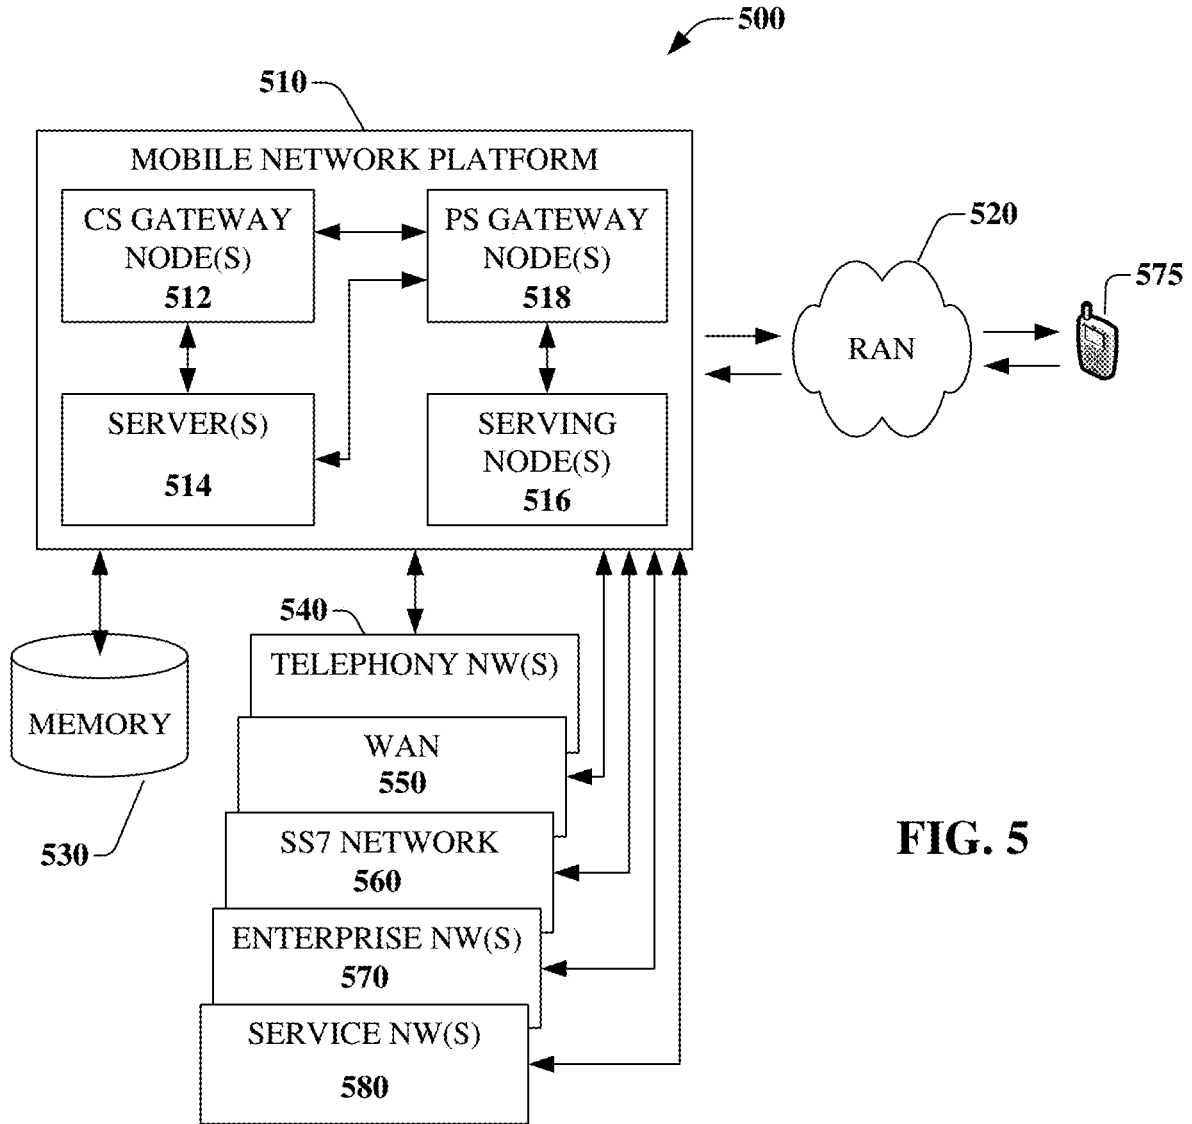 500
510
MOBILE NETWORK PLATFORM
CS GATEWAY
NODE(S)
512
PS GATEWAY
NODE(S)
518
SERVER(S)
514
SERVING
NODE(S)
516
520
RAN
575
540
TELEPHONY NW(S)
MEMORY
530
WAN
550
SS7 NETWORK
560
ENTERPRISE NW(S)
570
SERVICE NW(S)
580
FIG. 5